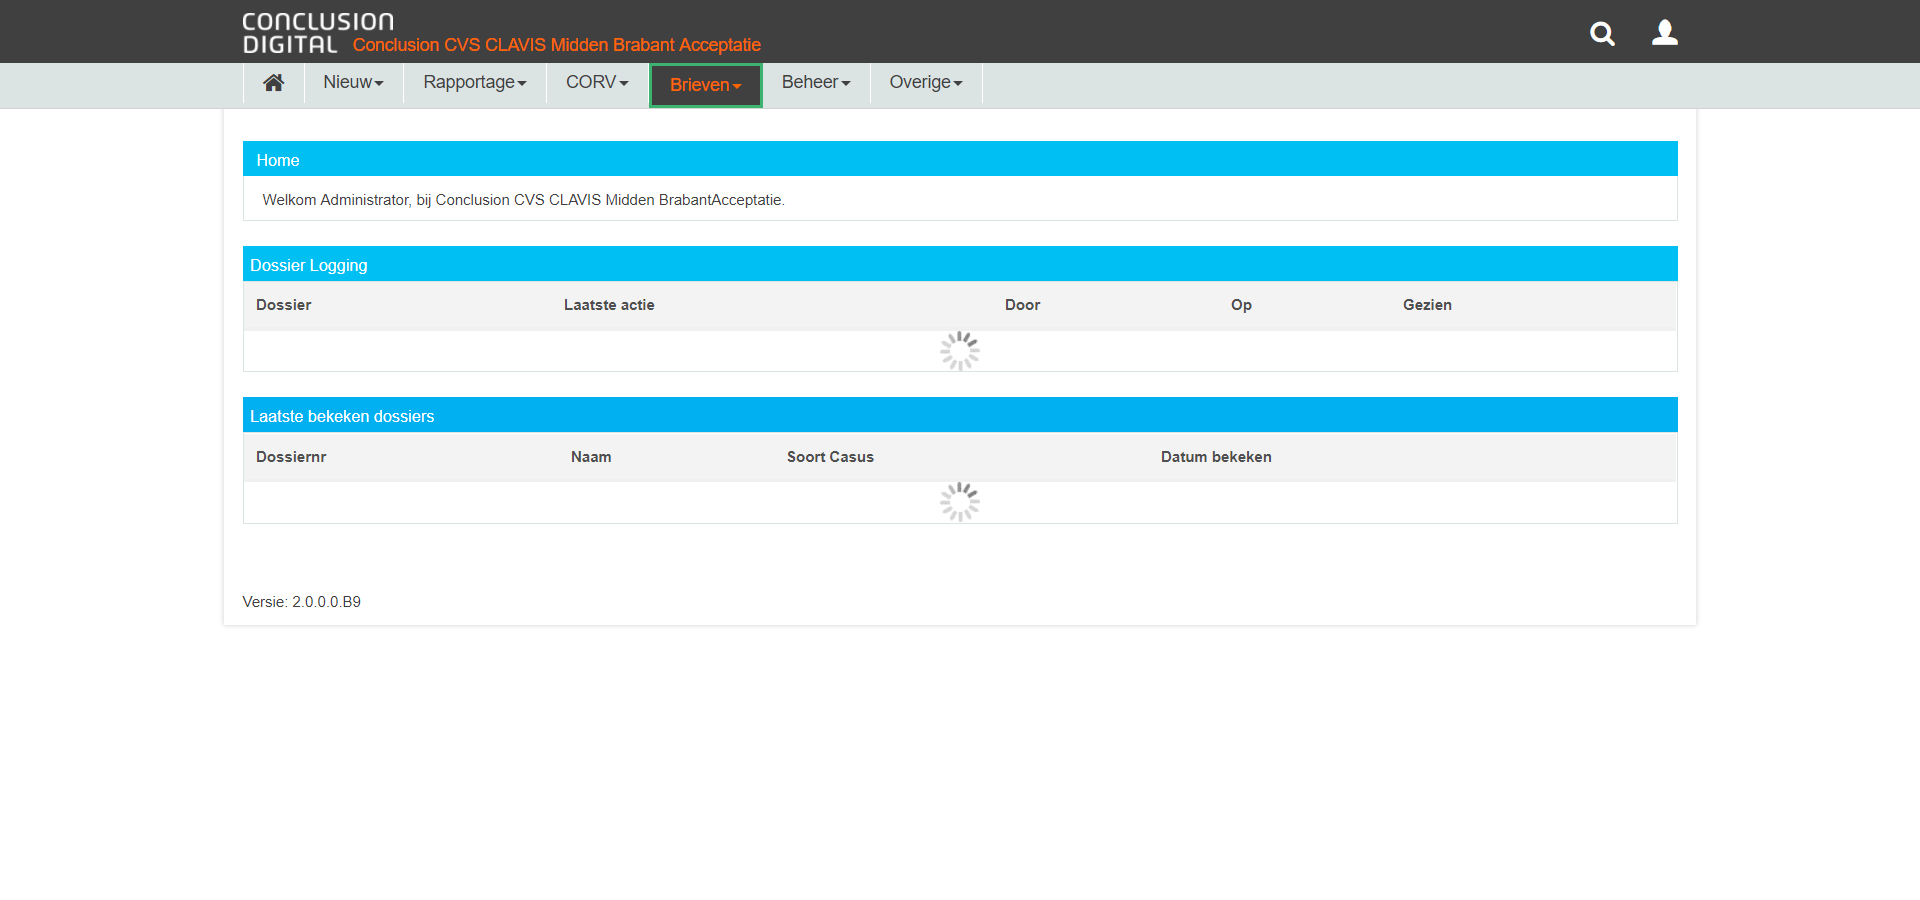 CONCLUSION
DIGITAL Conclusion CVS CLAVIS Midden Brabant Acceptatie
Nieuw Rapportage CORV Brieven Beheer Overige
Home
Welkom Administrator, bij Conclusion CVS CLAVIS Midden BrabantAcceptatie.
Dossier Logging
Dossier Laatste actie Door Op Gezien
Laatste bekeken dossiers
Dossiernr Naam Soort Casus Datum bekeken
Versie: 2.0.0.0.B9